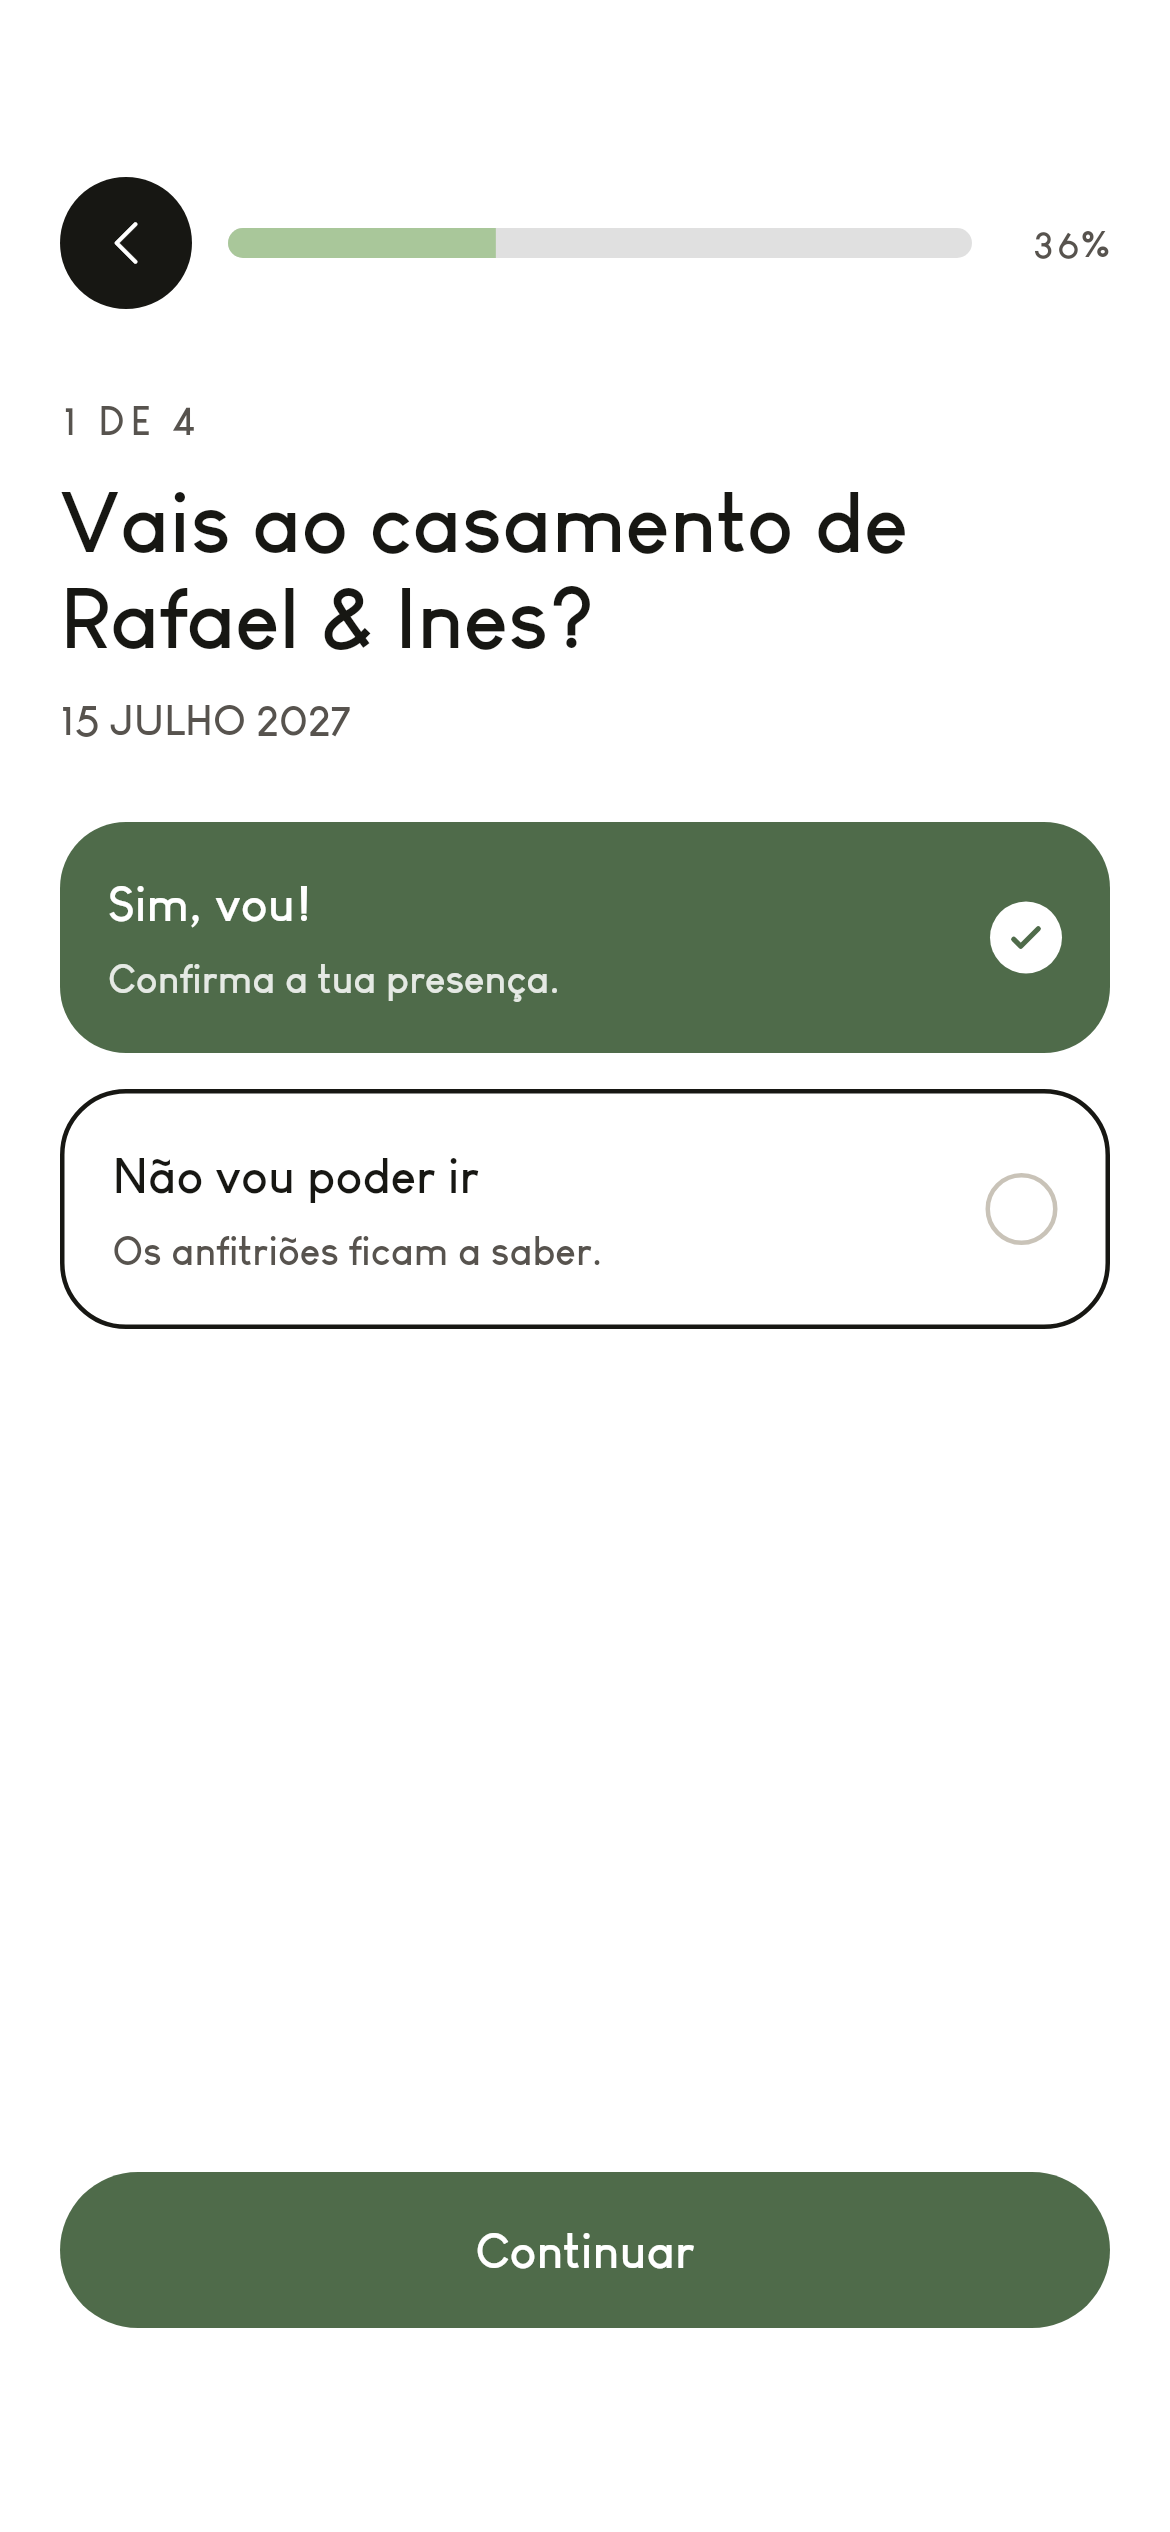 36%
1 DE 4
Vais ao casamento de
Rafael & Ines?
15 JULHO 2027
Sim, vou!
Confirma a tua presença.
Não vou poder ir
Os anfitriões ficam a saber.
Continuar